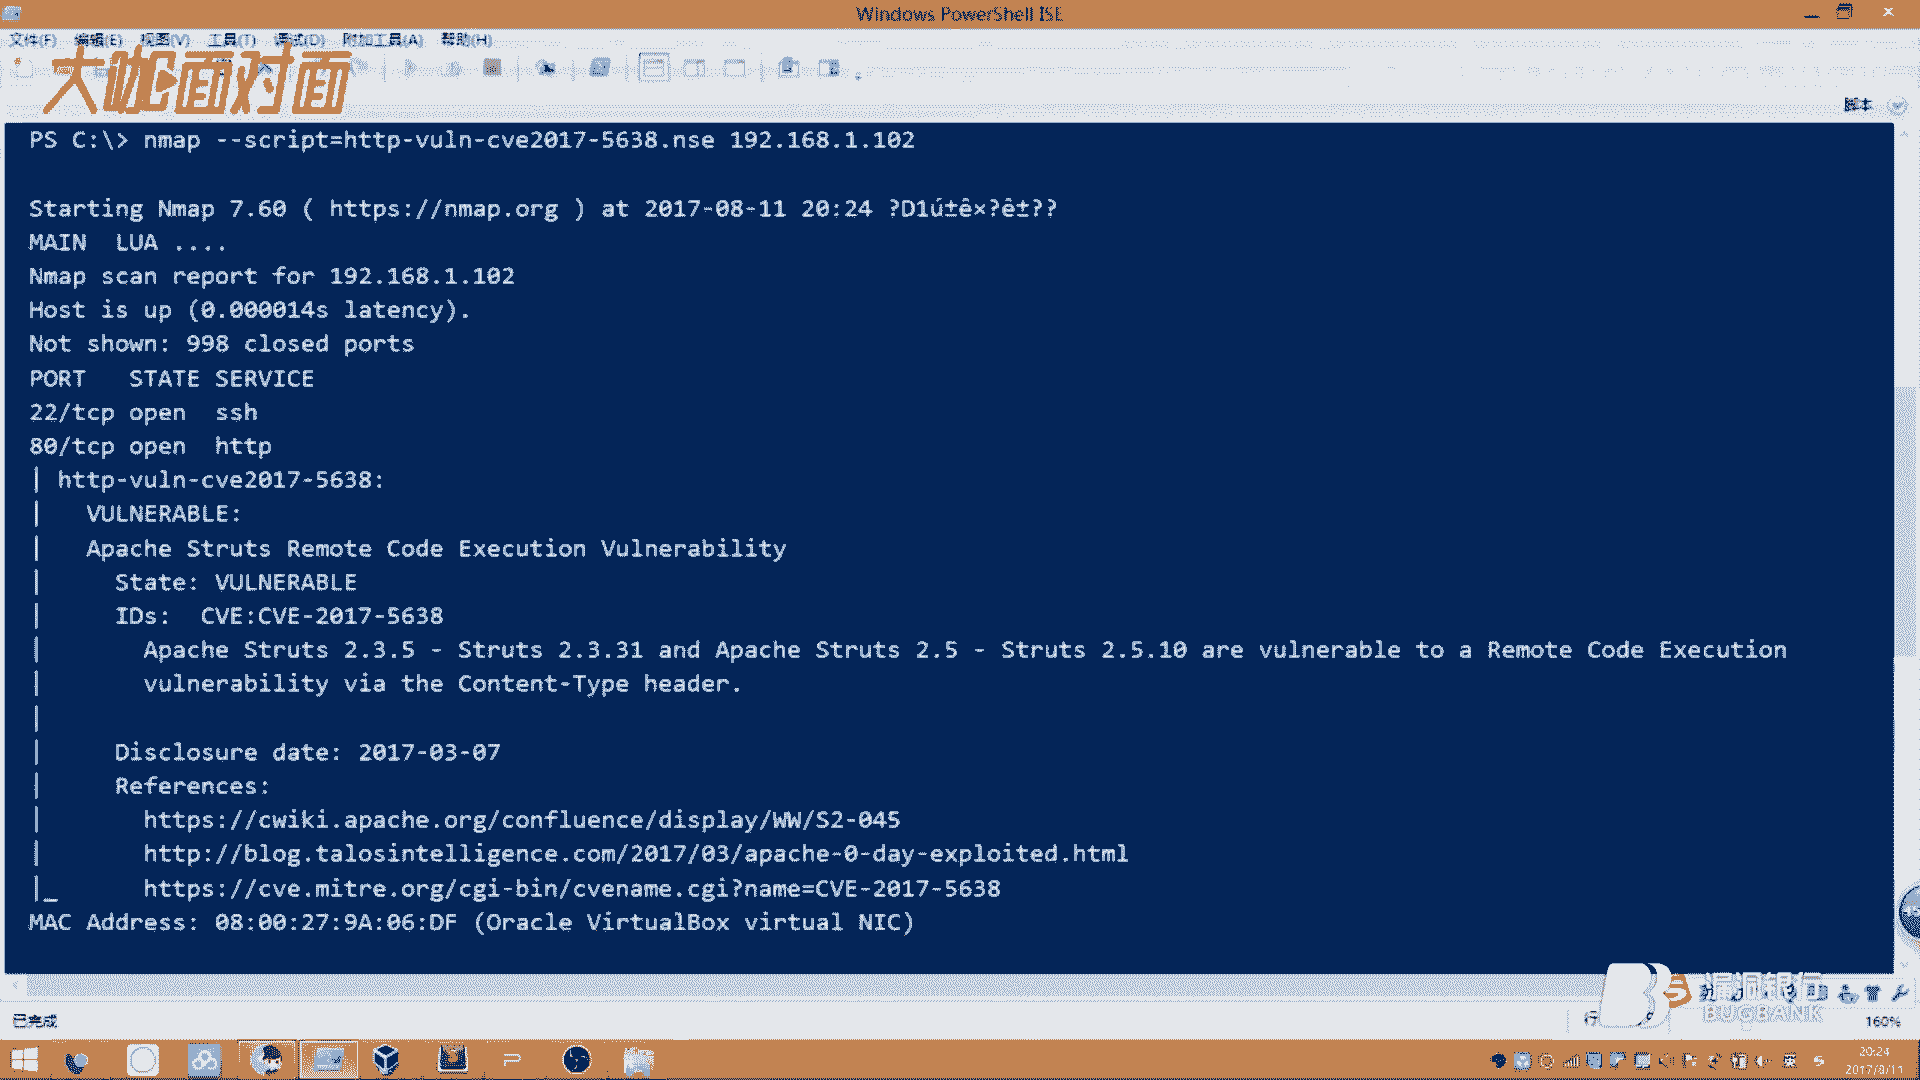 Windows PowerShell ISE
文件(F) 编辑(E) 视图(V) 工具(T) 调试(D) 附加工具(A) 帮助(H)
大咖面对面
脚本
PS C:\> nmap --script=http-vuln-cve2017-5638.nse 192.168.1.102
Starting Nmap 7.60 ( https://nmap.org ) at 2017-08-11 20:24 ?D1ú±ê×?ê±??
MAIN  LUA ....
Nmap scan report for 192.168.1.102
Host is up (0.000014s latency).
Not shown: 998 closed ports
PORT   STATE SERVICE
22/tcp open  ssh
80/tcp open  http
| http-vuln-cve2017-5638:
|   VULNERABLE:
|   Apache Struts Remote Code Execution Vulnerability
|     State: VULNERABLE
|     IDs:  CVE:CVE-2017-5638
|       Apache Struts 2.3.5 - Struts 2.3.31 and Apache Struts 2.5 - Struts 2.5.10 are vulnerable to a Remote Code Execution
|       vulnerability via the Content-Type header.
|
|     Disclosure date: 2017-03-07
|     References:
|       https://cwiki.apache.org/confluence/display/WW/S2-045
|       http://blog.talosintelligence.com/2017/03/apache-0-day-exploited.html
|_      https://cve.mitre.org/cgi-bin/cvename.cgi?name=CVE-2017-5638
MAC Address: 08:00:27:9A:06:DF (Oracle VirtualBox virtual NIC)
漏洞银行
BUGBANK
已完成
160%
20:24
2017/8/11